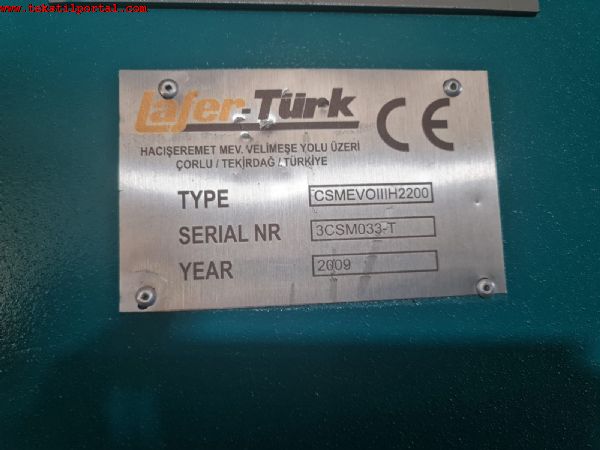 www.tekstilportal.com
Lafer-Türk
CE
HACIŞEREMET MEV. VELİMEŞE YOLU ÜZERİ
ÇORLU / TEKİRDAĞ / TÜRKİYE
TYPE CSMEVOIIIH2200
SERIAL NR 3CSM033-T
YEAR 2009